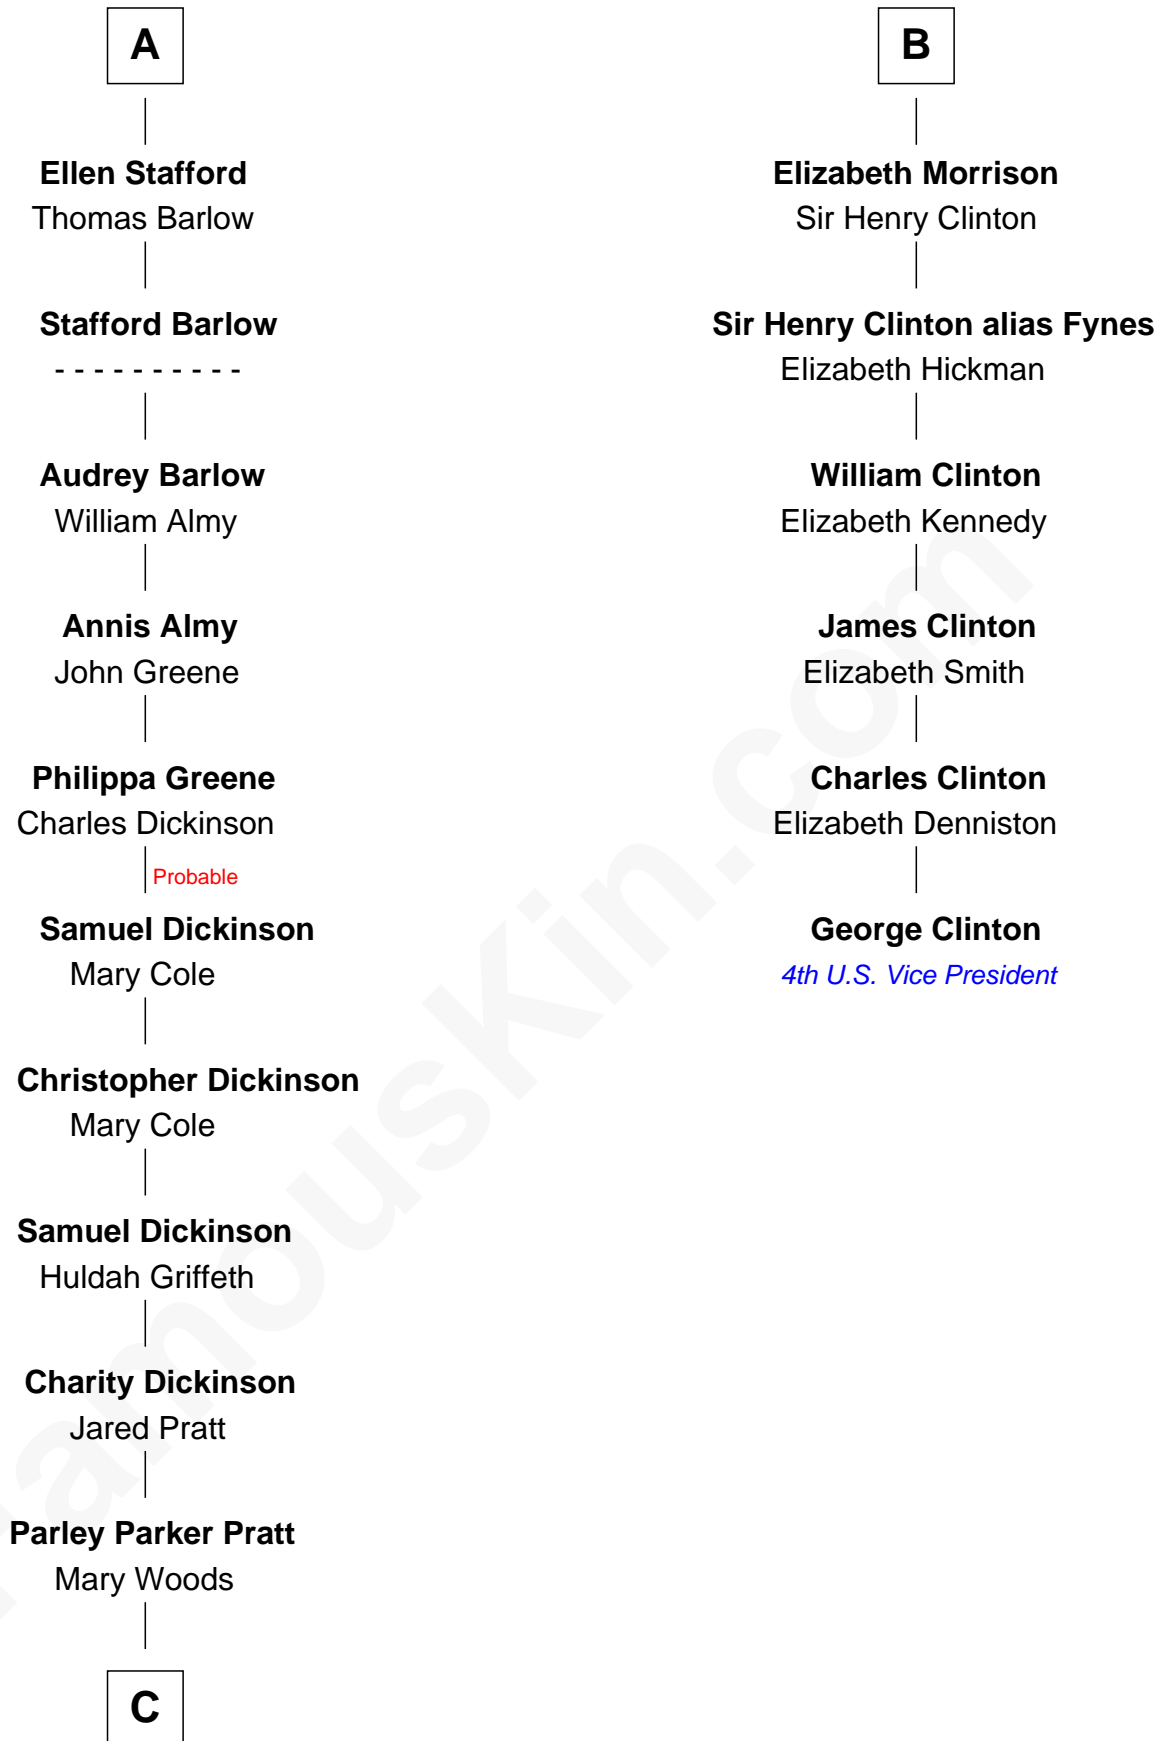 A
Ellen Stafford
Thomas Barlow
Stafford Barlow
- - - - - - - - - -
Audrey Barlow
William Almy
Annis Almy
John Greene
Philippa Greene
Charles Dickinson
Probable
Samuel Dickinson
Mary Cole
Christopher Dickinson
Mary Cole
Samuel Dickinson
Huldah Griffeth
Charity Dickinson
Jared Pratt
Parley Parker Pratt
Mary Woods
C
B
Elizabeth Morrison
Sir Henry Clinton
Sir Henry Clinton alias Fynes
Elizabeth Hickman
William Clinton
Elizabeth Kennedy
James Clinton
Elizabeth Smith
Charles Clinton
Elizabeth Denniston
George Clinton
4th U.S. Vice President
FamousKin.com